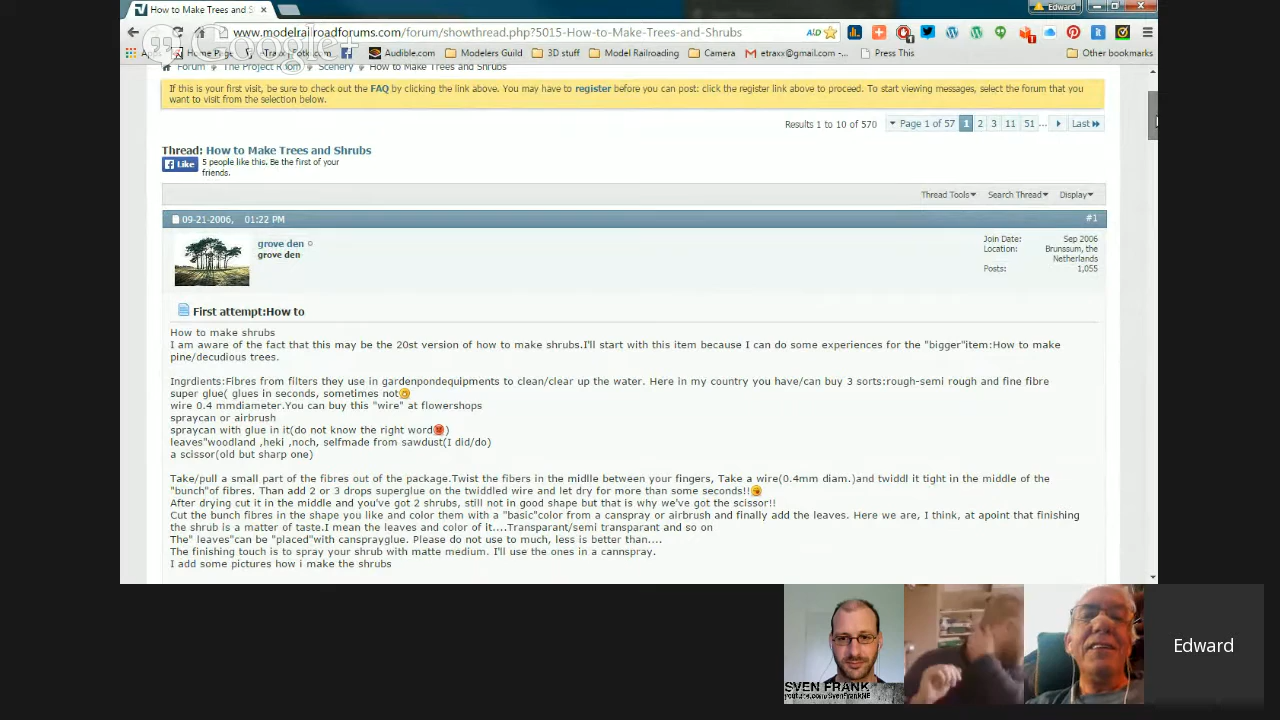 How to Make Trees and S
Edward
www.modelrailroadforums.com/forum/showthread.php?5015-How-to-Make-Trees-and-Shrubs
Google+
Audible.com
Modelers Guild
3D stuff
Model Railroading
Camera
etraxx@gmail.com
Press This
Other bookmarks
Forum
The Project Room
Scenery
How to Make Trees and Shrubs
If this is your first visit, be sure to check out the FAQ by clicking the link above. You may have to register before you can post: click the register link above to proceed. To start viewing messages, select the forum that you
want to visit from the selection below.
Results 1 to 10 of 570
Page 1 of 57 1 2 3 11 51 ... Last
Thread: How to Make Trees and Shrubs
Like 5 people like this. Be the first of your
friends.
Thread Tools Search Thread Display
09-21-2006, 01:22 PM #1
grove den
grove den
Join Date: Sep 2006
Location: Brunssum, the
Netherlands
Posts: 1,055
First attempt:How to
How to make shrubs
I am aware of the fact that this may be the 20st version of how to make shrubs.I'll start with this item because I can do some experiences for the "bigger"item:How to make
pine/decudious trees.
Ingrdients:Fibres from filters they use in gardenpondequipments to clean/clear up the water. Here in my country you have/can buy 3 sorts:rough-semi rough and fine fibre
super glue( glues in seconds, sometimes not
wire 0.4 mmdiameter.You can buy this "wire" at flowershops
spraycan or airbrush
spraycan with glue in it(do not know the right word )
leaves"woodland ,heki ,noch, selfmade from sawdust(I did/do)
a scissor(old but sharp one)
Take/pull a small part of the fibres out of the package.Twist the fibers in the midlle between your fingers, Take a wire(0.4mm diam.)and twiddl it tight in the middle of the
"bunch"of fibres. Than add 2 or 3 drops superglue on the twiddled wire and let dry for more than some seconds!!
After drying cut it in the middle and you've got 2 shrubs, still not in good shape but that is why we've got the scissor!!
Cut the bunch fibres in the shape you like and color them with a "basic"color from a canspray or airbrush and finally add the leaves. Here we are, I think, at apoint that finishing
the shrub is a matter of taste.I mean the leaves and color of it....Transparant/semi transparant and so on
The" leaves"can be "placed"with cansprayglue. Please do not use to much, less is better than....
The finishing touch is to spray your shrub with matte medium. I'll use the ones in a cannspray.
I add some pictures how i make the shrubs
SVEN FRANK
youtube.com/SvenFrankNE
Edward